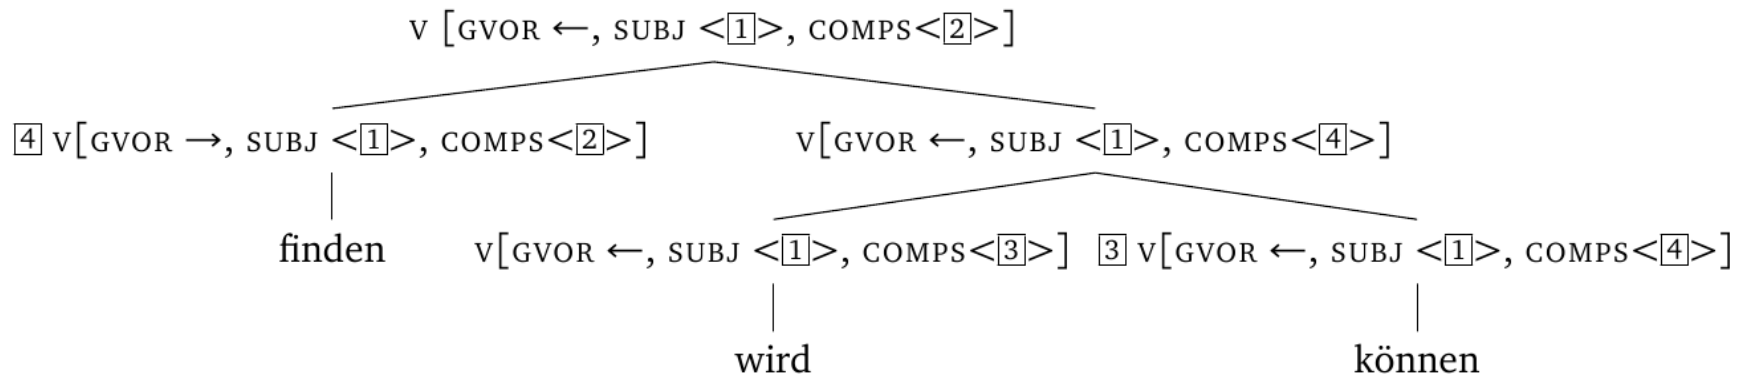 V [GVOR ←, SUBJ <1>, COMPS<2>]
4 V[GVOR →, SUBJ <1>, COMPS<2>] V[GVOR ←, SUBJ <1>, COMPS<4>]
finden V[GVOR ←, SUBJ <1>, COMPS<3>] 3 V[GVOR ←, SUBJ <1>, COMPS<4>]
wird können